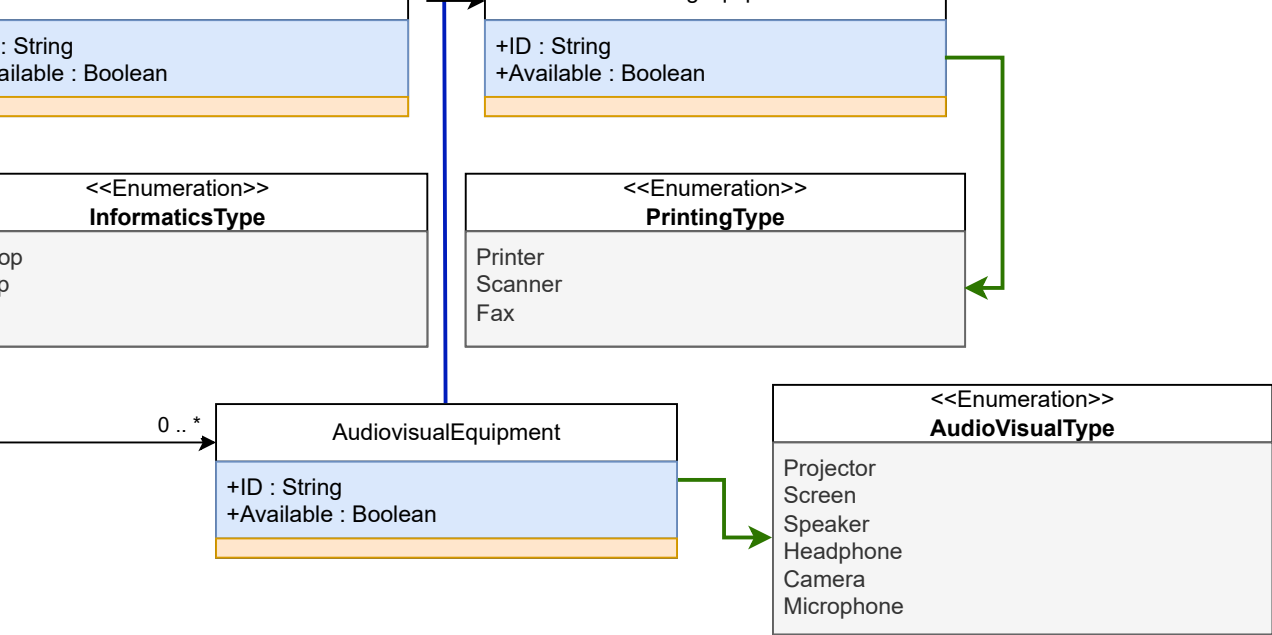 : String
ailable : Boolean
+ID : String
+Available : Boolean
<<Enumeration>>
InformaticsType
op
p
<<Enumeration>>
PrintingType
Printer
Scanner
Fax
0 .. *
AudiovisualEquipment
+ID : String
+Available : Boolean
<<Enumeration>>
AudioVisualType
Projector
Screen
Speaker
Headphone
Camera
Microphone